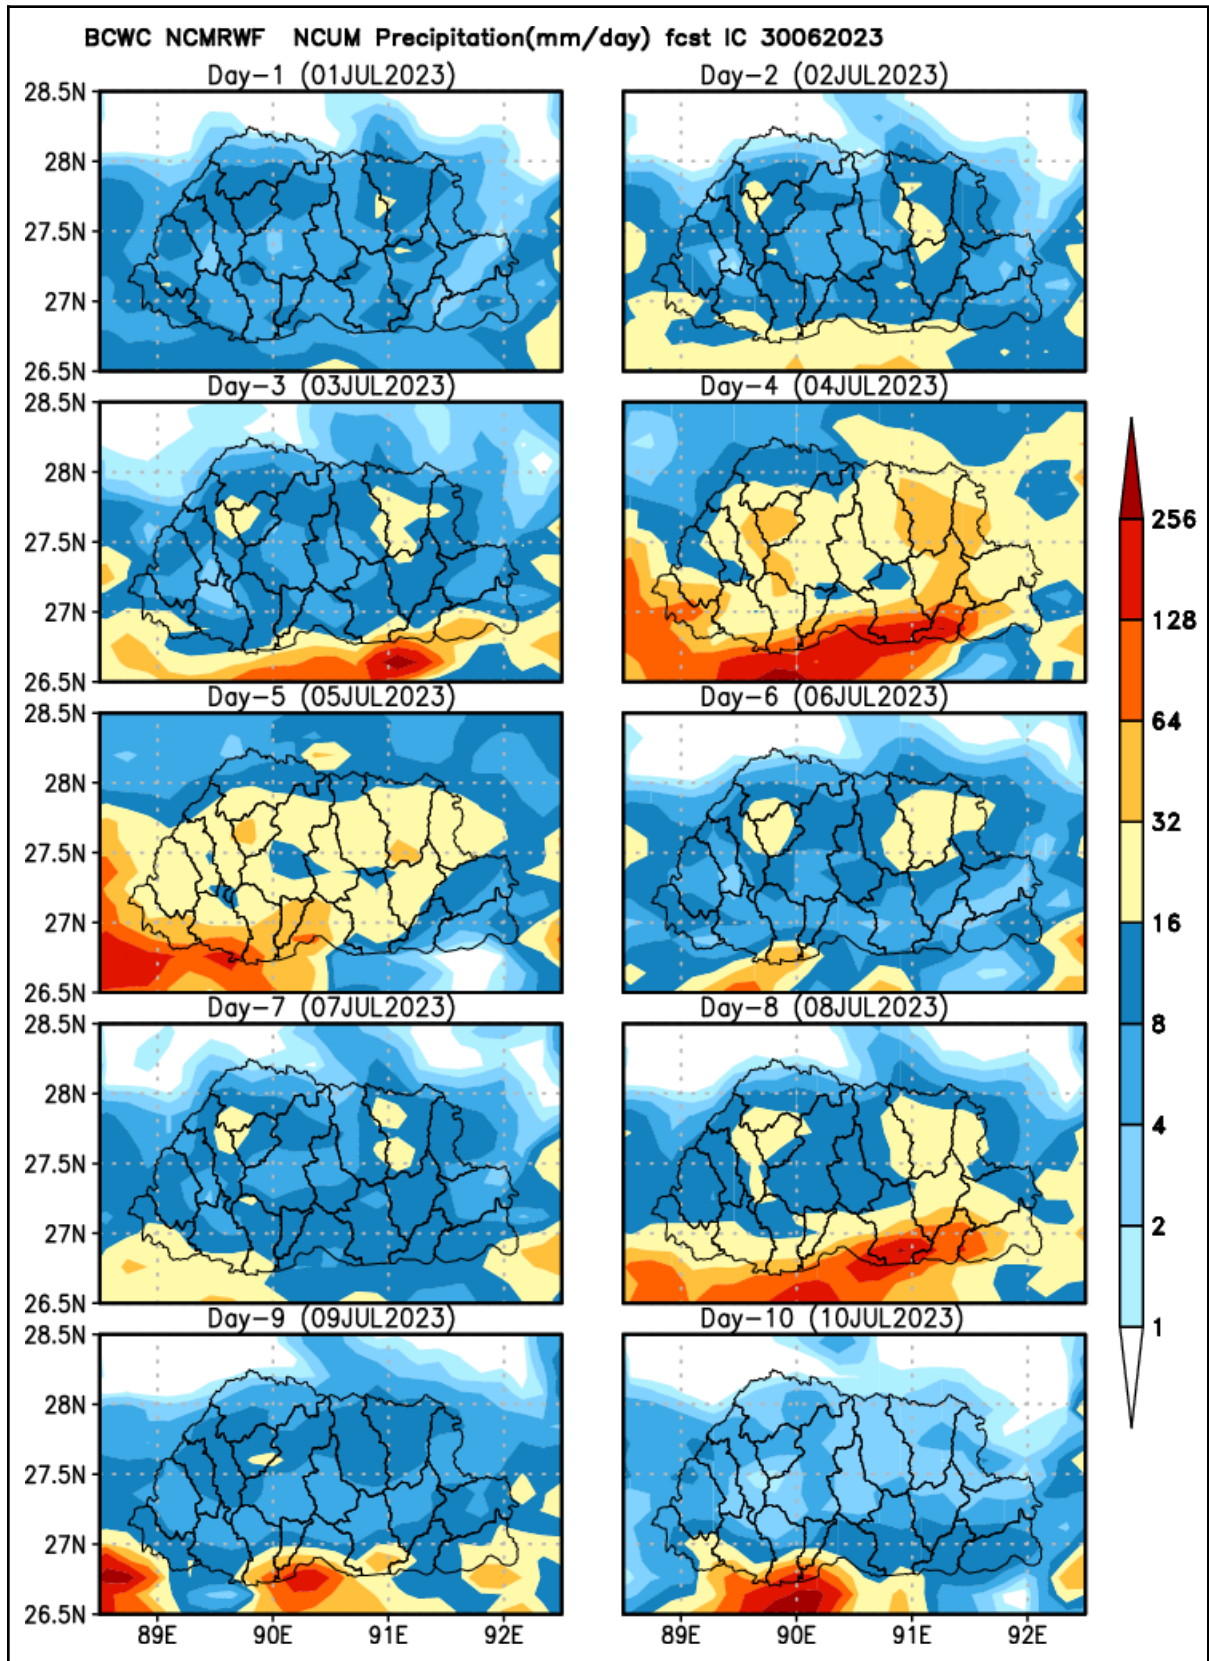 BCWC NCMRWF NCUM Precipitation(mm/day) fcst IC 30062023
Day-1 (01JUL2023)
Day-2 (02JUL2023)
28.5N
28N
27.5N
27N
26.5N
Day-3 (03JUL2023)
Day-4 (04JUL2023)
28.5N
28N
27.5N
27N
26.5N
Day-5 (05JUL2023)
Day-6 (06JUL2023)
28.5N
28N
27.5N
27N
26.5N
Day-7 (07JUL2023)
Day-8 (08JUL2023)
28.5N
28N
27.5N
27N
26.5N
Day-9 (09JUL2023)
Day-10 (10JUL2023)
28.5N
28N
27.5N
27N
26.5N
89E 90E 91E 92E
89E 90E 91E 92E
256
128
64
32
16
8
4
2
1